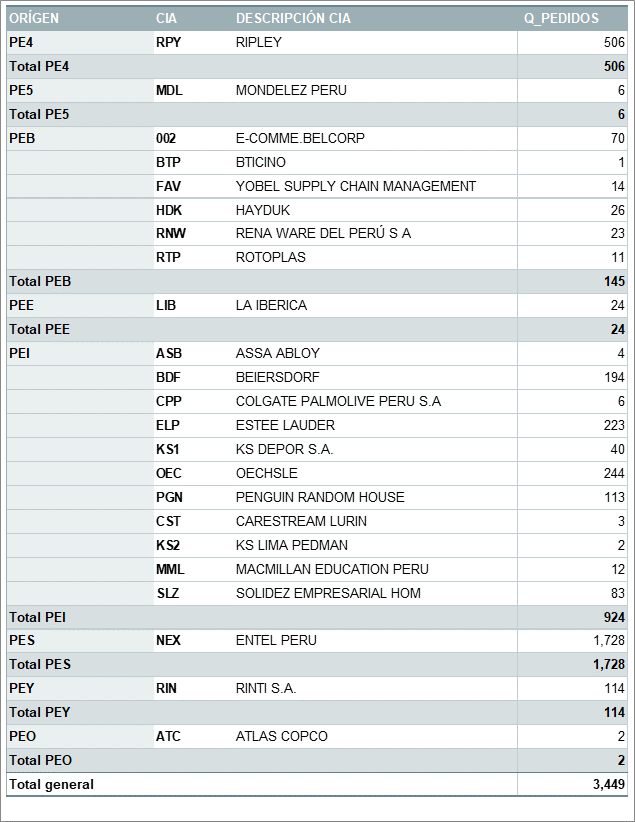 ORÍGEN CIA DESCRIPCIÓN CIA Q_PEDIDOS
PE4 RPY RIPLEY 506
Total PE4 506
PE5 MDL MONDELEZ PERU 6
Total PE5 6
PEB 002 E-COMME.BELCORP 70
BTP BTICINO 1
FAV YOBEL SUPPLY CHAIN MANAGEMENT 14
HDK HAYDUK 26
RNW RENA WARE DEL PERÚ S A 23
RTP ROTOPLAS 11
Total PEB 145
PEE LIB LA IBERICA 24
Total PEE 24
PEI ASB ASSA ABLOY 4
BDF BEIERSDORF 194
CPP COLGATE PALMOLIVE PERU S.A 6
ELP ESTEE LAUDER 223
KS1 KS DEPOR S.A. 40
OEC OECHSLE 244
PGN PENGUIN RANDOM HOUSE 113
CST CARESTREAM LURIN 3
KS2 KS LIMA PEDMAN 2
MML MACMILLAN EDUCATION PERU 12
SLZ SOLIDEZ EMPRESARIAL HOM 83
Total PEI 924
PES NEX ENTEL PERU 1,728
Total PES 1,728
PEY RIN RINTI S.A. 114
Total PEY 114
PEO ATC ATLAS COPCO 2
Total PEO 2
Total general 3,449